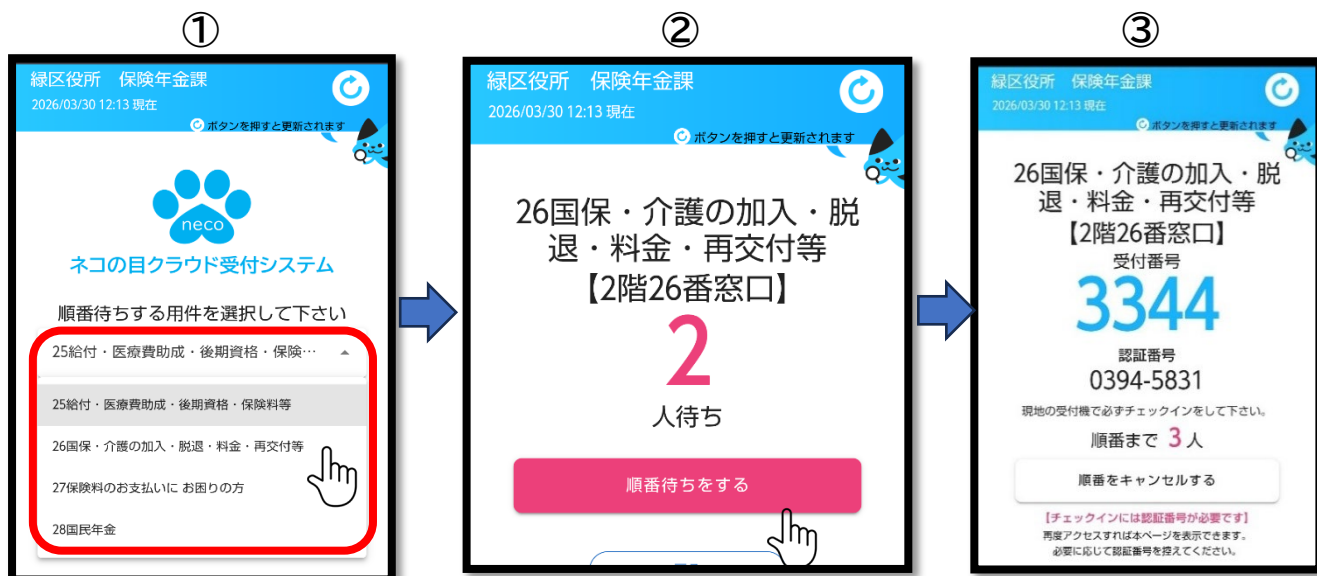 ①
緑区役所 保険年金課
2026/03/30 12:13 現在
ボタンを押すと更新されます
neco
ネコの目クラウド受付システム
順番待ちする用件を選択して下さい
25給付・医療費助成・後期資格・保険…
25給付・医療費助成・後期資格・保険料等
26国保・介護の加入・脱退・料金・再交付等
27保険料のお支払いに お困りの方
28国民年金
②
緑区役所 保険年金課
2026/03/30 12:13 現在
ボタンを押すと更新されます
26国保・介護の加入・脱
退・料金・再交付等
【2階26番窓口】
2
人待ち
順番待ちをする
③
緑区役所 保険年金課
2026/03/30 12:13 現在
ボタンを押すと更新されます
26国保・介護の加入・脱
退・料金・再交付等
【2階26番窓口】
受付番号
3344
認証番号
0394-5831
現地の受付機で必ずチェックインをして下さい。
順番まで 3 人
順番をキャンセルする
【チェックインには認証番号が必要です】
再度アクセスすれば本ページを表示できます。
必要に応じて認証番号を控えてください。